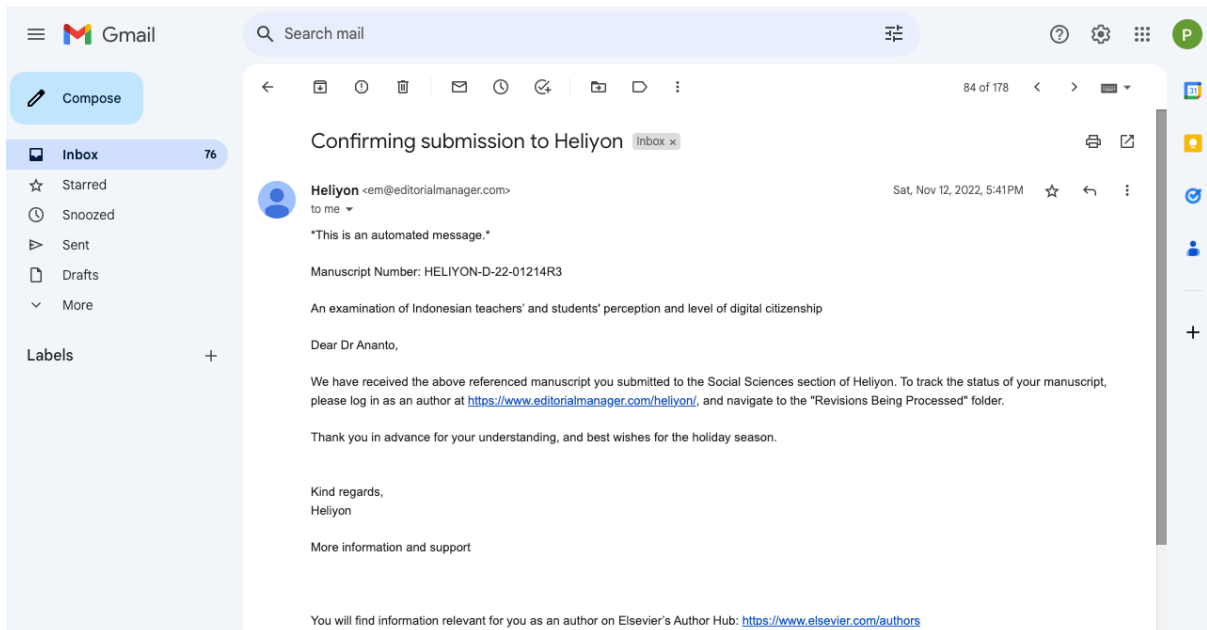 Gmail
Search mail
P
Compose
84 of 178
31
Inbox 76
Starred
Snoozed
Sent
Drafts
More
Labels
Confirming submission to Heliyon Inbox x
Heliyon <em@editorialmanager.com> Sat, Nov 12, 2022, 5:41 PM
to me
*This is an automated message.*
Manuscript Number: HELIYON-D-22-01214R3
An examination of Indonesian teachers' and students' perception and level of digital citizenship
Dear Dr Ananto,
We have received the above referenced manuscript you submitted to the Social Sciences section of Heliyon. To track the status of your manuscript,
please log in as an author at https://www.editorialmanager.com/heliyon/, and navigate to the "Revisions Being Processed" folder.
Thank you in advance for your understanding, and best wishes for the holiday season.
Kind regards,
Heliyon
More information and support
You will find information relevant for you as an author on Elsevier's Author Hub: https://www.elsevier.com/authors